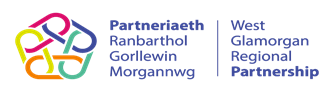 Partneriaeth
Ranbarthol
Gorllewin
Morgannwg
West
Glamorgan
Regional
Partnership